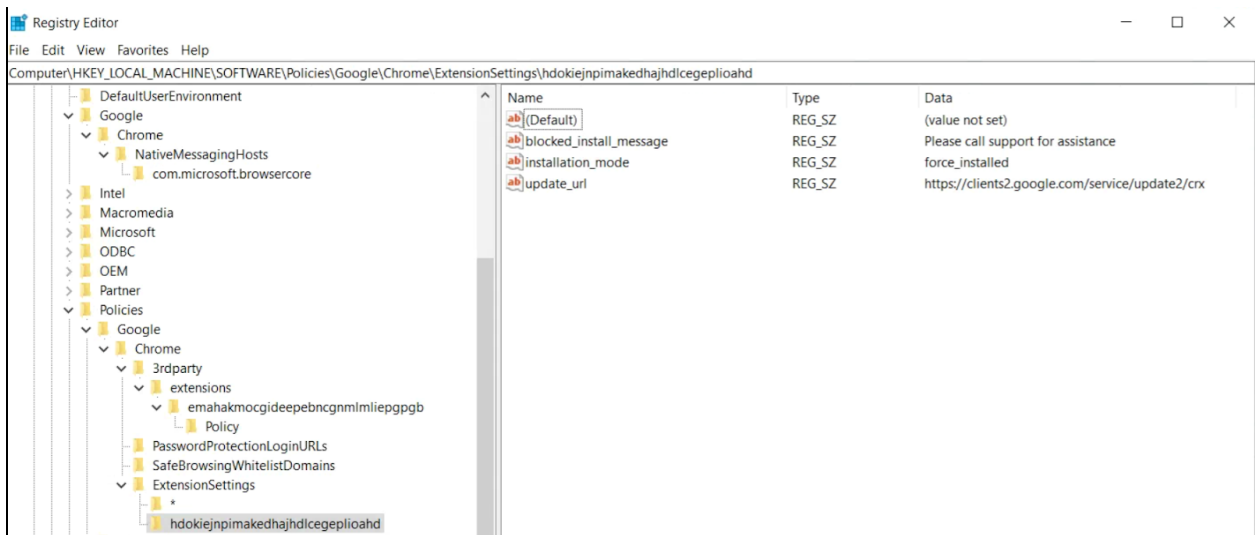 Registry Editor
File Edit View Favorites Help
Computer\HKEY_LOCAL_MACHINE\SOFTWARE\Policies\Google\Chrome\ExtensionSettings\hdokiejnpimakedhajhdlcegeplioahd
DefaultUserEnvironment
Google
Chrome
NativeMessagingHosts
com.microsoft.browsercore
Intel
Macromedia
Microsoft
ODBC
OEM
Partner
Policies
Google
Chrome
3rdparty
extensions
emahakmocgideepebncgnmlmliepgpgb
Policy
PasswordProtectionLoginURLs
SafeBrowsingWhitelistDomains
ExtensionSettings
*
hdokiejnpimakedhajhdlcegeplioahd
Name Type Data
(Default) REG_SZ (value not set)
blocked_install_message REG_SZ Please call support for assistance
installation_mode REG_SZ force_installed
update_url REG_SZ https://clients2.google.com/service/update2/crx